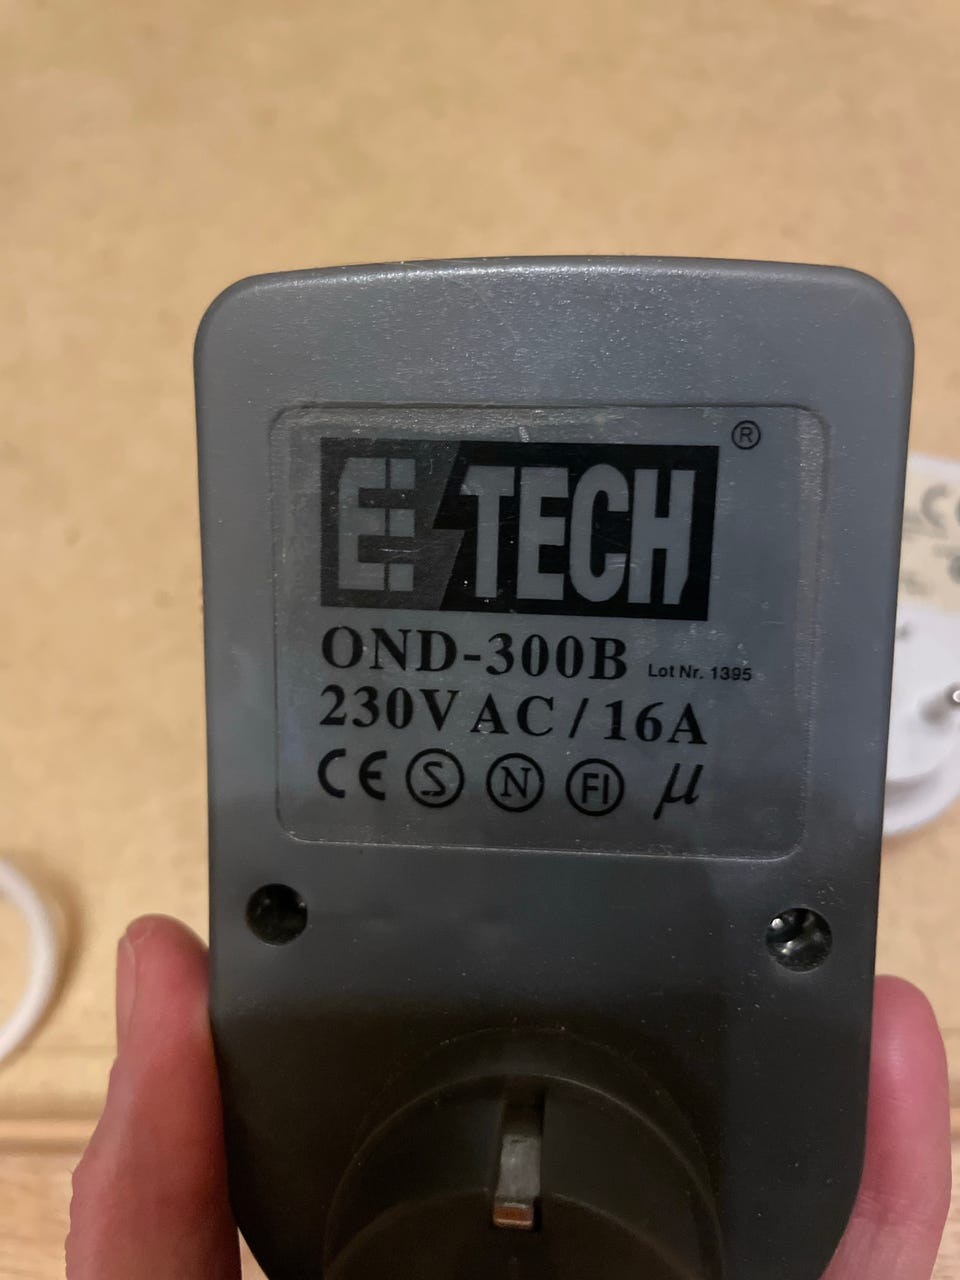 E TECH ®
OND-300B Lot Nr. 1395
230V AC / 16A
CE S N FI µ